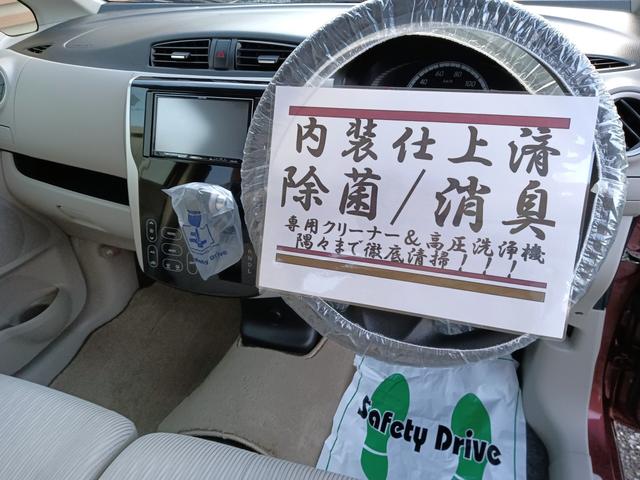 内装仕上済
除菌/消臭
専用クリーナー&高圧洗浄機
隅々まで徹底清掃!!!
Safety Drive